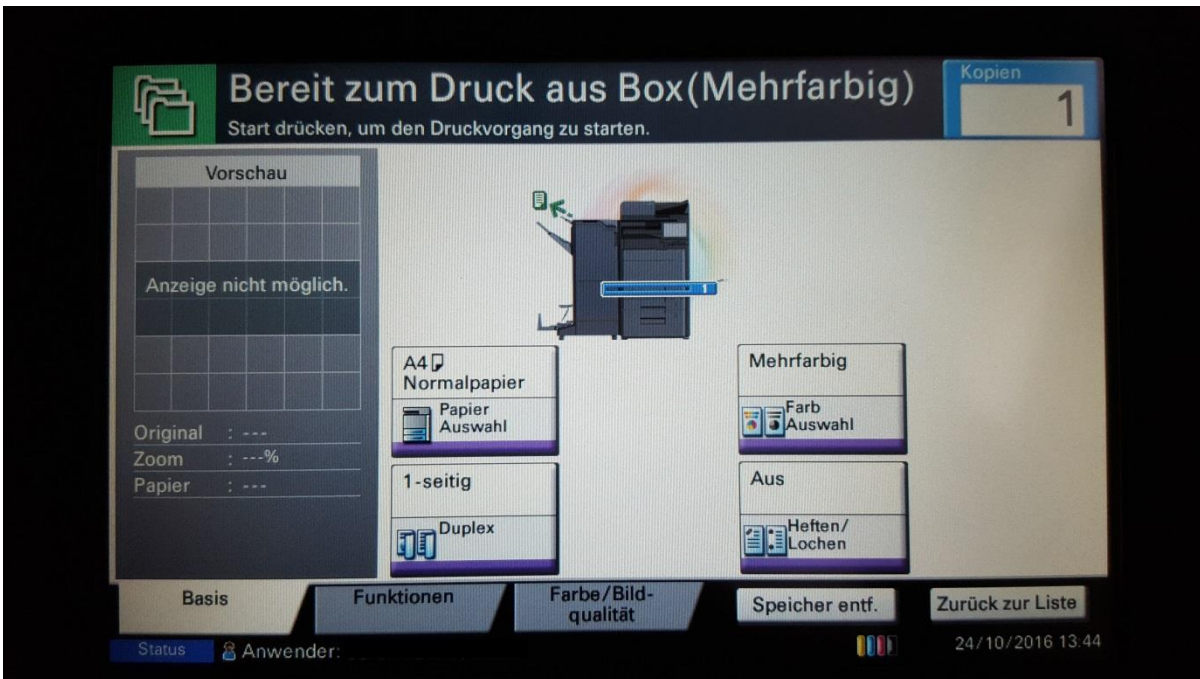 Bereit zum Druck aus Box(Mehrfarbig)
Start drücken, um den Druckvorgang zu starten.
Kopien
1
Vorschau
Anzeige nicht möglich.
Original : ---
Zoom : ---%
Papier : ---
1
A4
Normalpapier
Papier
Auswahl
Mehrfarbig
Farb
Auswahl
1-seitig
Duplex
Aus
Heften/
Lochen
Basis
Funktionen
Farbe/Bild-
qualität
Speicher entf.
Zurück zur Liste
Status
Anwender:
24/10/2016 13:44